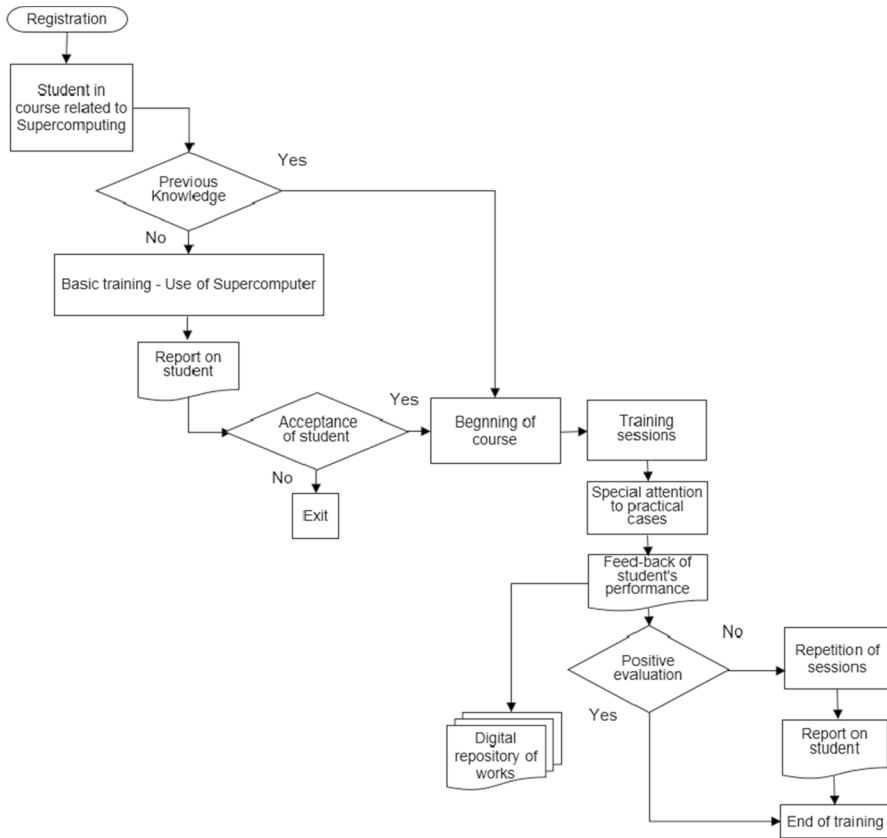 Registration
Student in
course related to
Supercomputing
Yes
Previous
Knowledge
No
Basic training - Use of Supercomputer
Report on
student
Yes
Acceptance
of student
No
Exit
Begnning of
course
Training
sessions
Special attention
to practical
cases
Feed-back of
student's
performance
No
Positive
evaluation
Yes
Repetition of
sessions
Report on
student
Digital
repository of
works
End of training